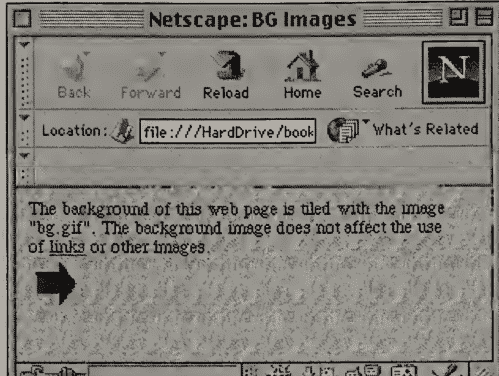 Netscape: BG Images
Back Forward Reload Home Search N
Location: file:///HardDrive/book What's Related
The background of this web page is tiled with the image
"bg.gif". The background image does not affect the use
of links or other images.